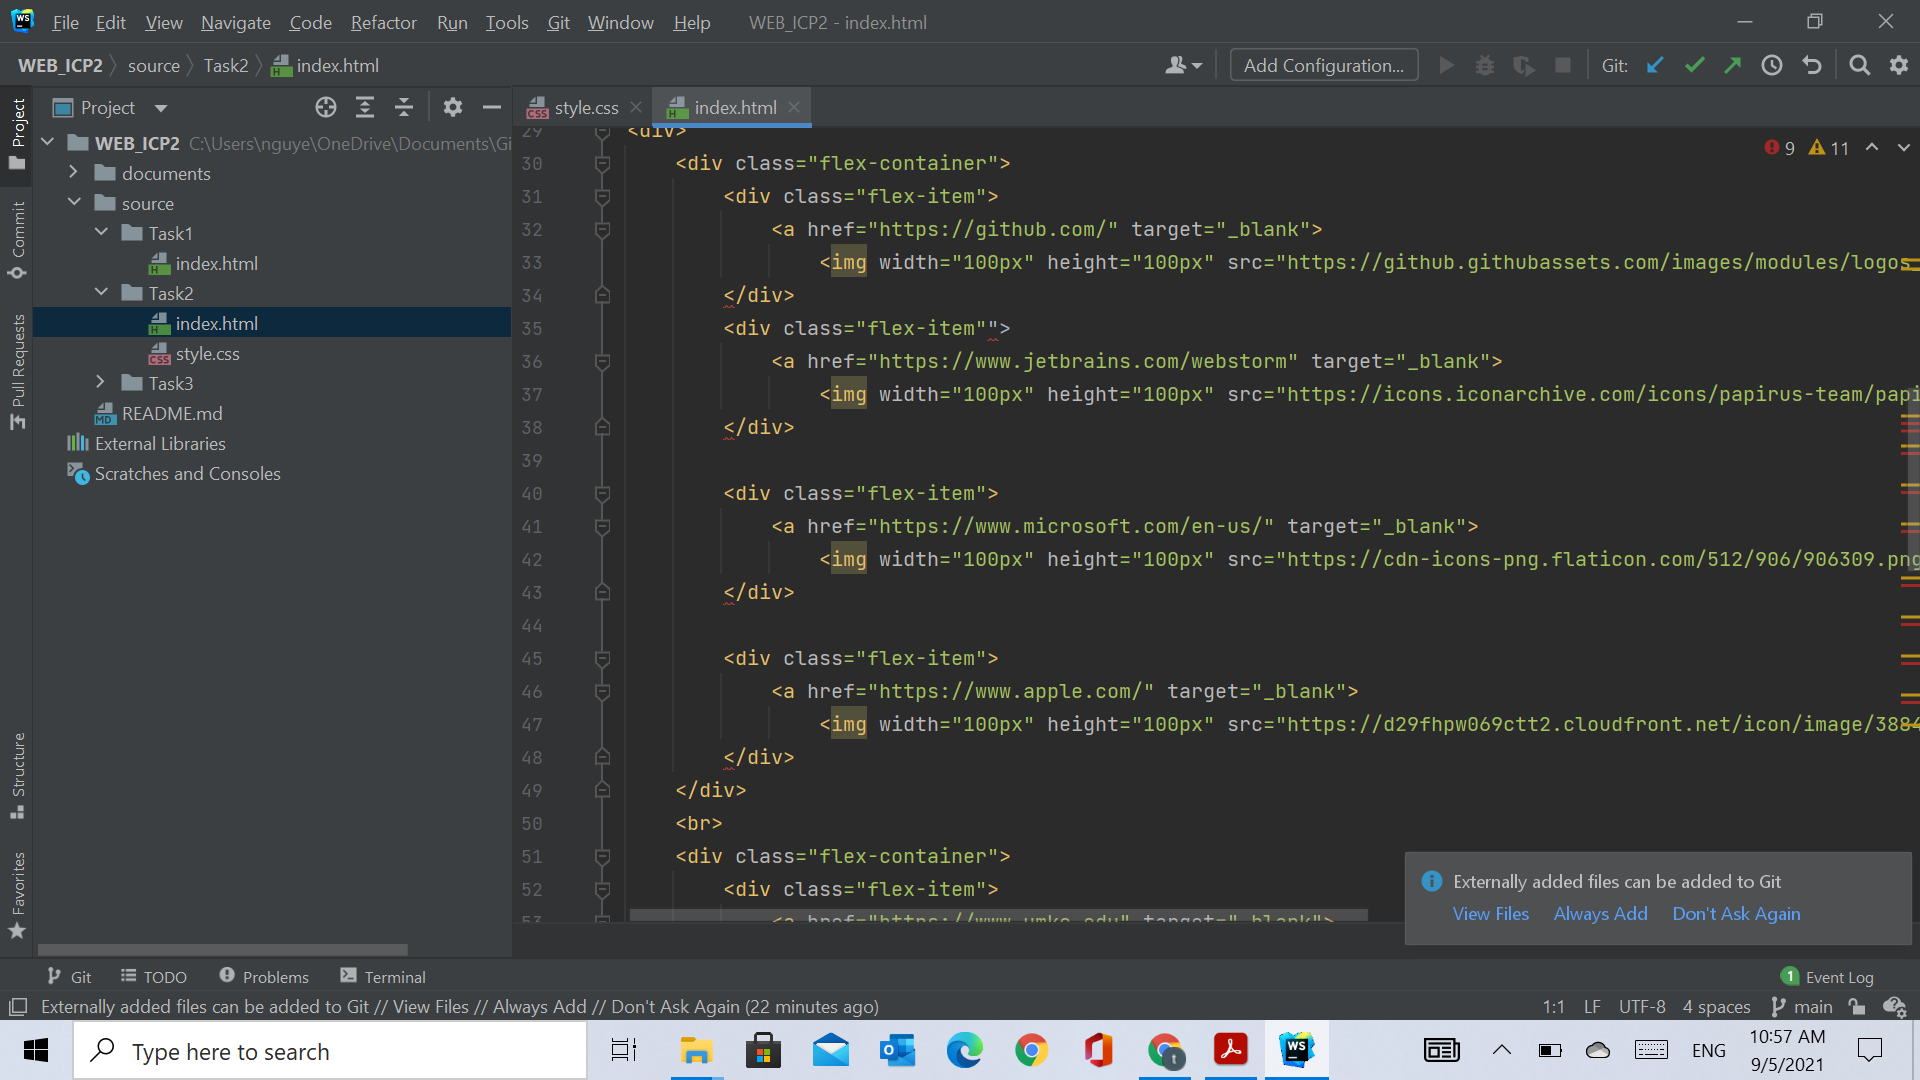 File Edit View Navigate Code Refactor Run Tools Git Window Help WEB_ICP2 - index.html
WEB_ICP2 source Task2 index.html Add Configuration... Git:
Project style.css index.html
WEB_ICP2 C:\Users\nguye\OneDrive\Documents\Gi
documents
source
Task1
index.html
Task2
index.html
style.css
Task3
README.md
External Libraries
Scratches and Consoles
Project
Commit
Pull Requests
Structure
Favorites
9 11
29 <div>
30 <div class="flex-container">
31 <div class="flex-item">
32 <a href="https://github.com/" target="_blank">
33 <img width="100px" height="100px" src="https://github.githubassets.com/images/modules/logos_
34 </div>
35 <div class="flex-item"">
36 <a href="https://www.jetbrains.com/webstorm" target="_blank">
37 <img width="100px" height="100px" src="https://icons.iconarchive.com/icons/papirus-team/papi
38 </div>
39
40 <div class="flex-item">
41 <a href="https://www.microsoft.com/en-us/" target="_blank">
42 <img width="100px" height="100px" src="https://cdn-icons-png.flaticon.com/512/906/906309.png
43 </div>
44
45 <div class="flex-item">
46 <a href="https://www.apple.com/" target="_blank">
47 <img width="100px" height="100px" src="https://d29fhpw069ctt2.cloudfront.net/icon/image/3884
48 </div>
49 </div>
50 <br>
51 <div class="flex-container">
52 <div class="flex-item">
53 <a href="https://www.umkc.edu" target="_blank">
Externally added files can be added to Git
View Files Always Add Don't Ask Again
Git TODO Problems Terminal 1 Event Log
Externally added files can be added to Git // View Files // Always Add // Don't Ask Again (22 minutes ago) 1:1 LF UTF-8 4 spaces main
Type here to search ENG 10:57 AM
9/5/2021